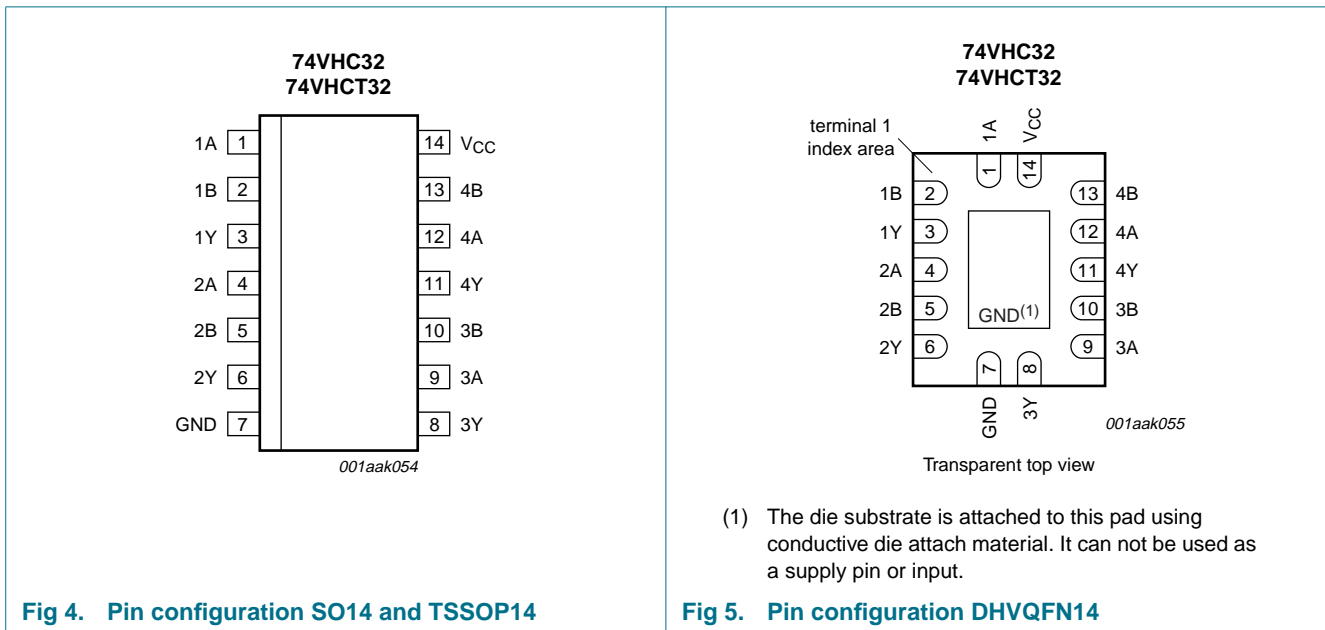 74VHC32
74VHCT32
1A 1 14 VCC
1B 2 13 4B
1Y 3 12 4A
2A 4 11 4Y
2B 5 10 3B
2Y 6 9 3A
GND 7 8 3Y
001aak054
Fig 4. Pin configuration SO14 and TSSOP14
74VHC32
74VHCT32
terminal 1
index area
1A VCC
1 14
1B 2 13 4B
1Y 3 12 4A
2A 4 11 4Y
2B 5 10 3B
GND(1)
2Y 6 9 3A
7 8
GND 3Y
001aak055
Transparent top view
(1) The die substrate is attached to this pad using
conductive die attach material. It can not be used as
a supply pin or input.
Fig 5. Pin configuration DHVQFN14